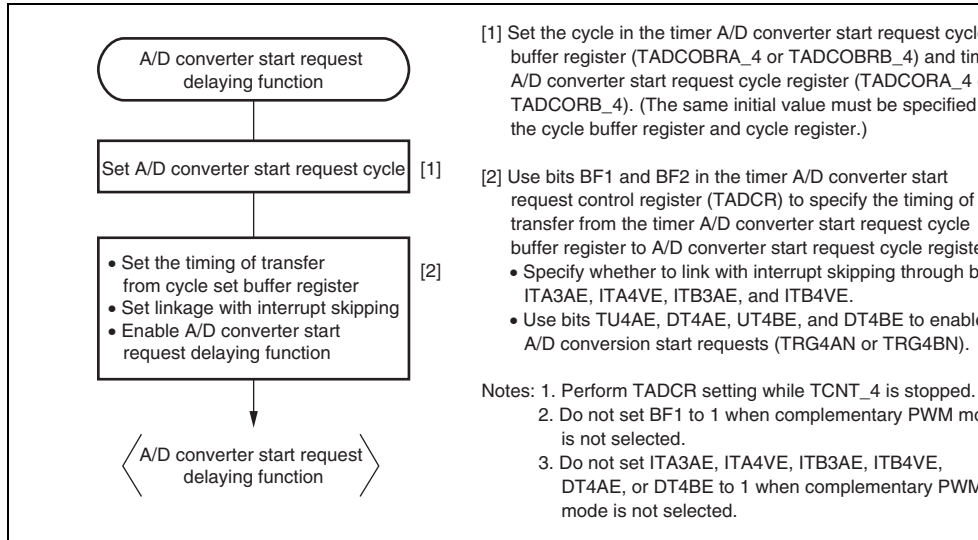 A/D converter start request
delaying function
Set A/D converter start request cycle
[1]
• Set the timing of transfer
from cycle set buffer register
• Set linkage with interrupt skipping
• Enable A/D converter start
request delaying function
[2]
A/D converter start request
delaying function
[1] Set the cycle in the timer A/D converter start request
buffer register (TADCOBRA_4 or TADCOBRB_4) and
A/D converter start request cycle register (TADCORA_4
TADCORB_4). (The same initial value must be specified
the cycle buffer register and cycle register.)
[2] Use bits BF1 and BF2 in the timer A/D converter start
request control register (TADCR) to specify the timing of
transfer from the timer A/D converter start request cycle
buffer register to A/D converter start request cycle
• Specify whether to link with interrupt skipping through
ITA3AE, ITA4VE, ITB3AE, and ITB4VE.
• Use bits TU4AE, DT4AE, UT4BE, and DT4BE to enable
A/D conversion start requests (TRG4AN or TRG4BN).
Notes: 1. Perform TADCR setting while TCNT_4 is stopped.
2. Do not set BF1 to 1 when complementary PWM
is not selected.
3. Do not set ITA3AE, ITA4VE, ITB3AE, ITB4VE,
DT4AE, or DT4BE to 1 when complementary PWM
mode is not selected.